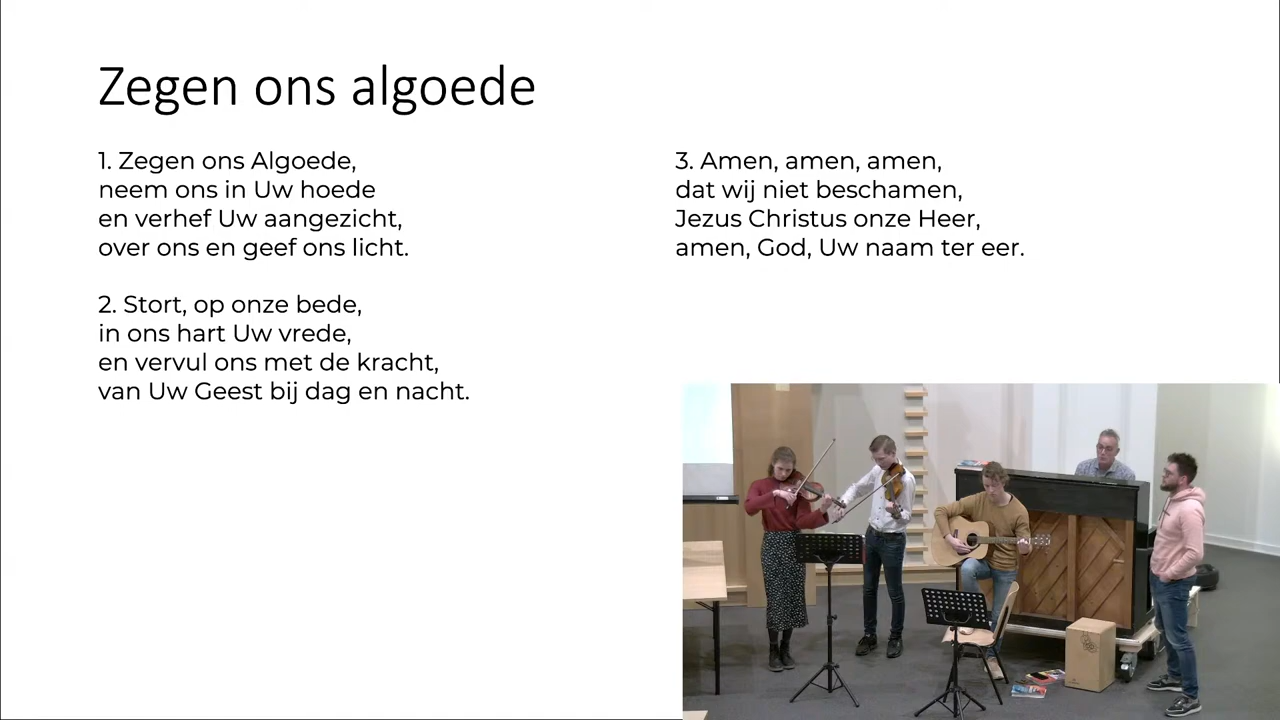 Zegen ons algoede
1. Zegen ons Algoede,
neem ons in Uw hoede
en verhef Uw aangezicht,
over ons en geef ons licht.
2. Stort, op onze bede,
in ons hart Uw vrede,
en vervul ons met de kracht,
van Uw Geest bij dag en nacht.
3. Amen, amen, amen,
dat wij niet beschamen,
Jezus Christus onze Heer,
amen, God, Uw naam ter eer.